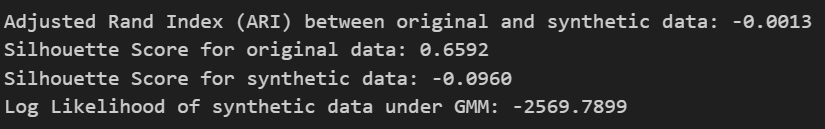 Adjusted Rand Index (ARI) between original and synthetic data: -0.0013
Silhouette Score for original data: 0.6592
Silhouette Score for synthetic data: -0.0960
Log Likelihood of synthetic data under GMM: -2569.7899